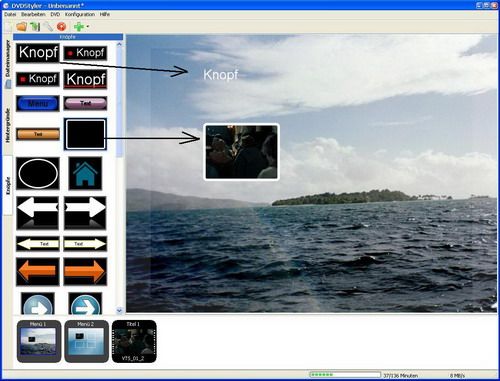 DVDStyler - Unbenannt*
Datei Bearbeiten DVD Konfiguration Hilfe
Knöpfe
Dateimanager
Hintergründe
Knöpfe
Knopf Knopf
Knopf Knopf
Menü Text
Text
Text Text
Knopf
Menü 1 Menü 2 Titel 1
VTS_01_2
37/136 Minuten 8 MB/s